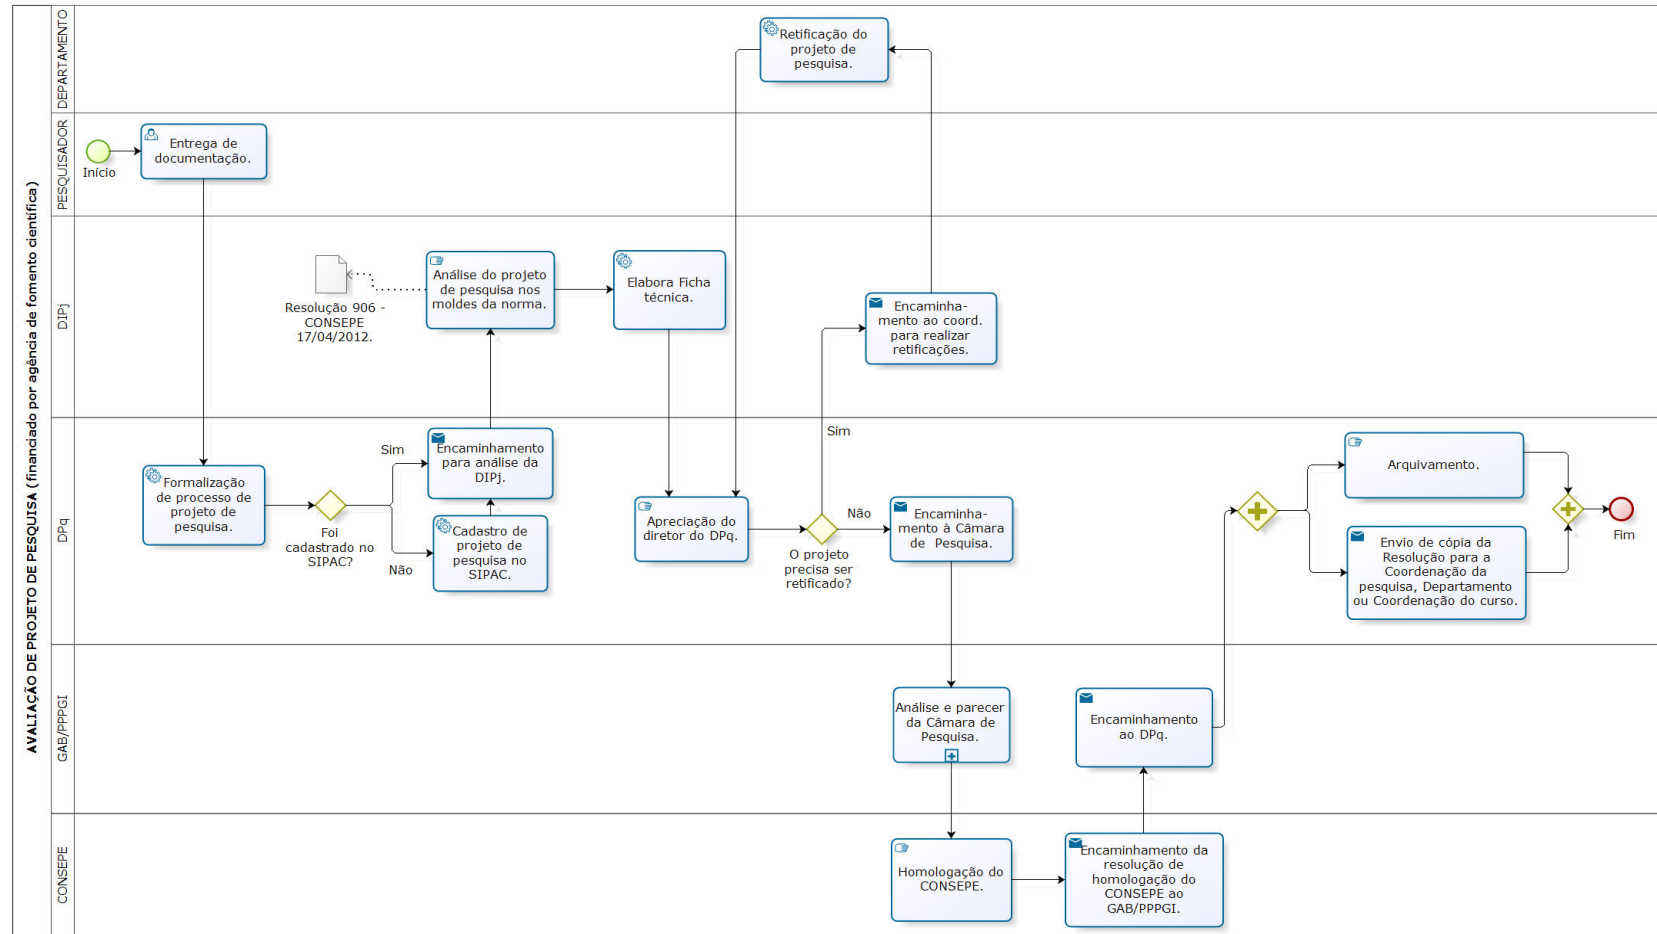 AVALIAÇÃO DE PROJETO DE PESQUISA (financiado por agência de fomento científica)
DEPARTAMENTO
Retificação do
projeto de
pesquisa.
PESQUISADOR
Início
Entrega de
documentação.
DIPj
Resolução 906 -
CONSEPE
17/04/2012.
Análise do projeto
de pesquisa nos
moldes da norma.
Elabora Ficha
técnica.
Encaminha-
mento ao coord.
para realizar
retificações.
DPq
Formalização
de processo de
projeto de
pesquisa.
Foi
cadastrado no
SIPAC?
Sim
Não
Encaminhamento
para análise da
DIPj.
Cadastro de
projeto de
pesquisa no
SIPAC.
Apreciação do
diretor do DPq.
O projeto
precisa ser
retificado?
Sim
Não
Encaminha-
mento à Câmara
de Pesquisa.
Arquivamento.
Envio de cópia da
Resolução para a
Coordenação da
pesquisa, Departamento
ou Coordenação do curso.
Fim
GAB/PPPGI
Análise e parecer
da Câmara de
Pesquisa.
Encaminhamento
ao DPq.
CONSEPE
Homologação do
CONSEPE.
Encaminhamento da
resolução de
homologação do
CONSEPE ao
GAB/PPPGI.